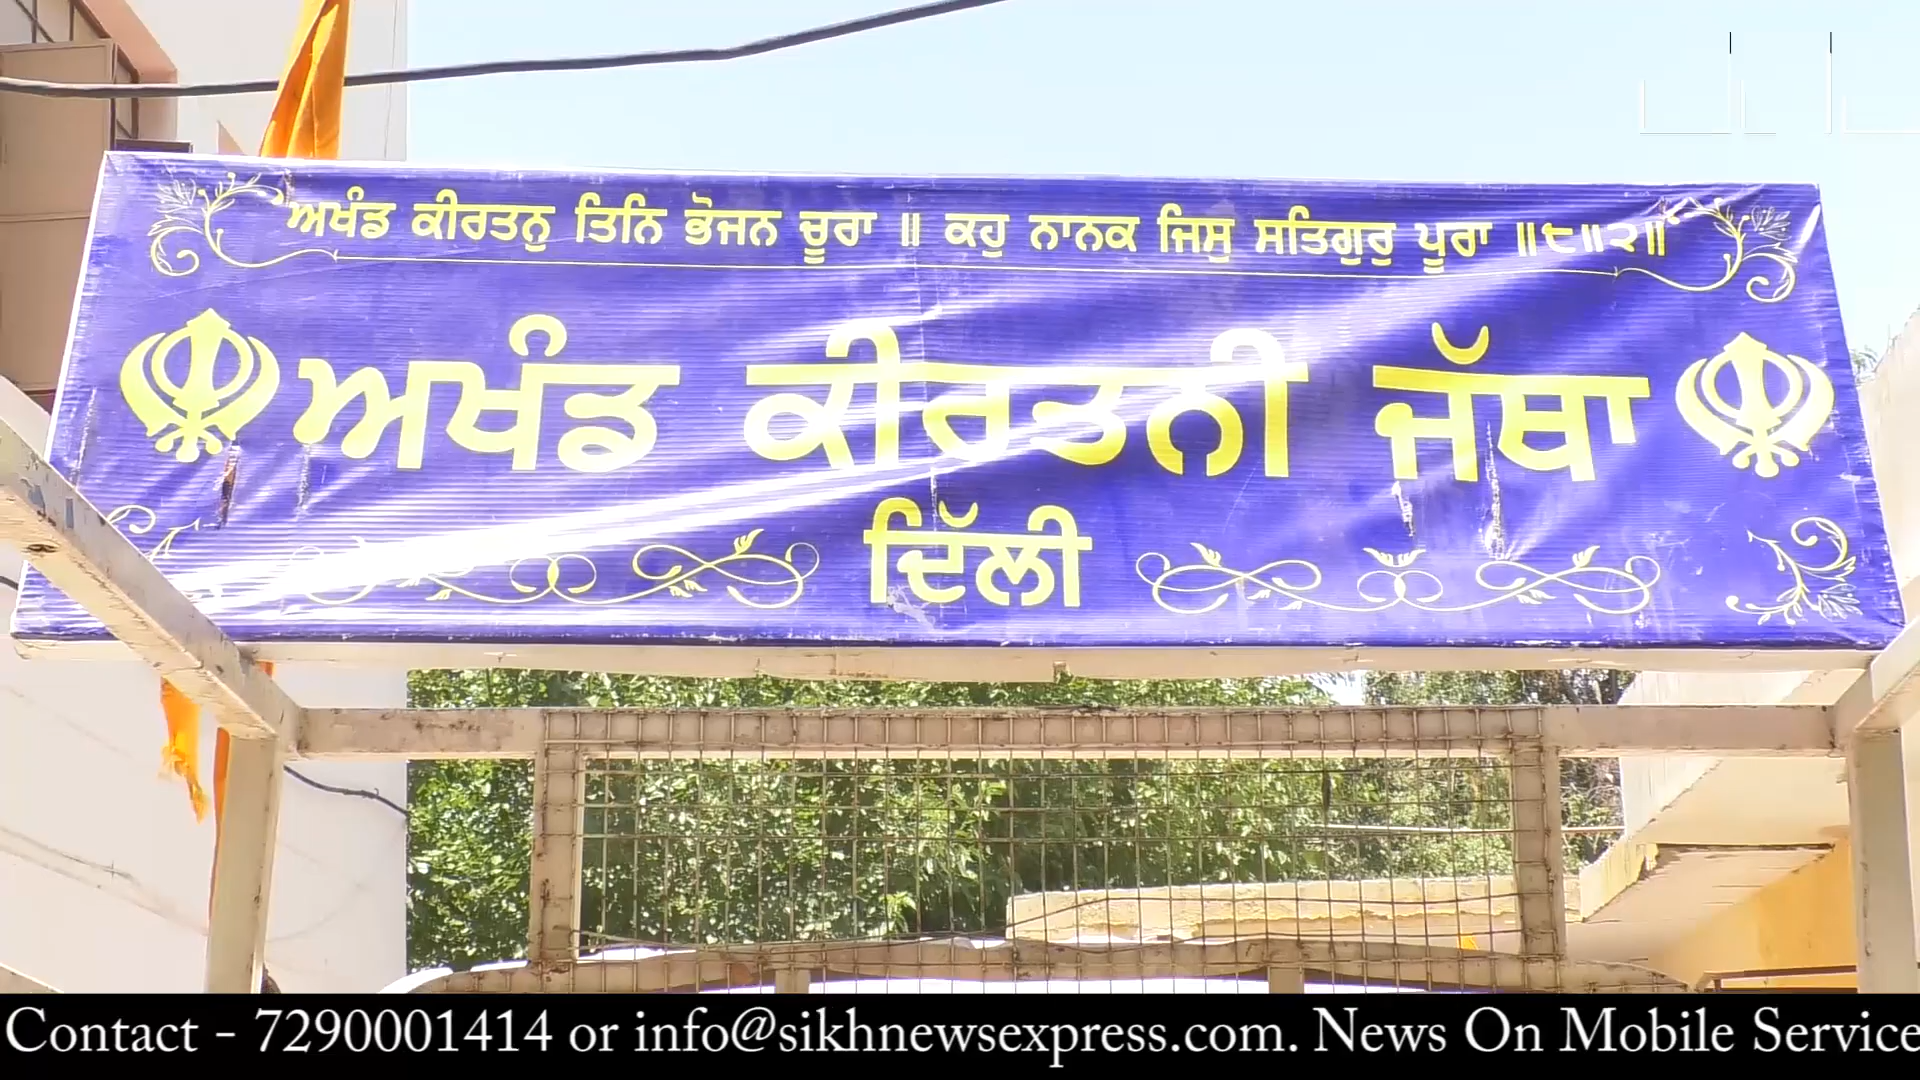 ਅਖੰਡ ਕੀਰਤਨੁ ਤਿਨਿ ਭੋਜਨ ਚੂਰਾ ॥ ਕਹੁ ਨਾਨਕ ਜਿਸੁ ਸਤਿਗੁਰੁ ਪੂਰਾ ॥੮॥੨॥
ਅਖੰਡ ਕੀਰਤਨੀ ਜੱਥਾ
ਦਿੱਲੀ
Contact - 7290001414 or info@sikhnewsexpress.com. News On Mobile Service